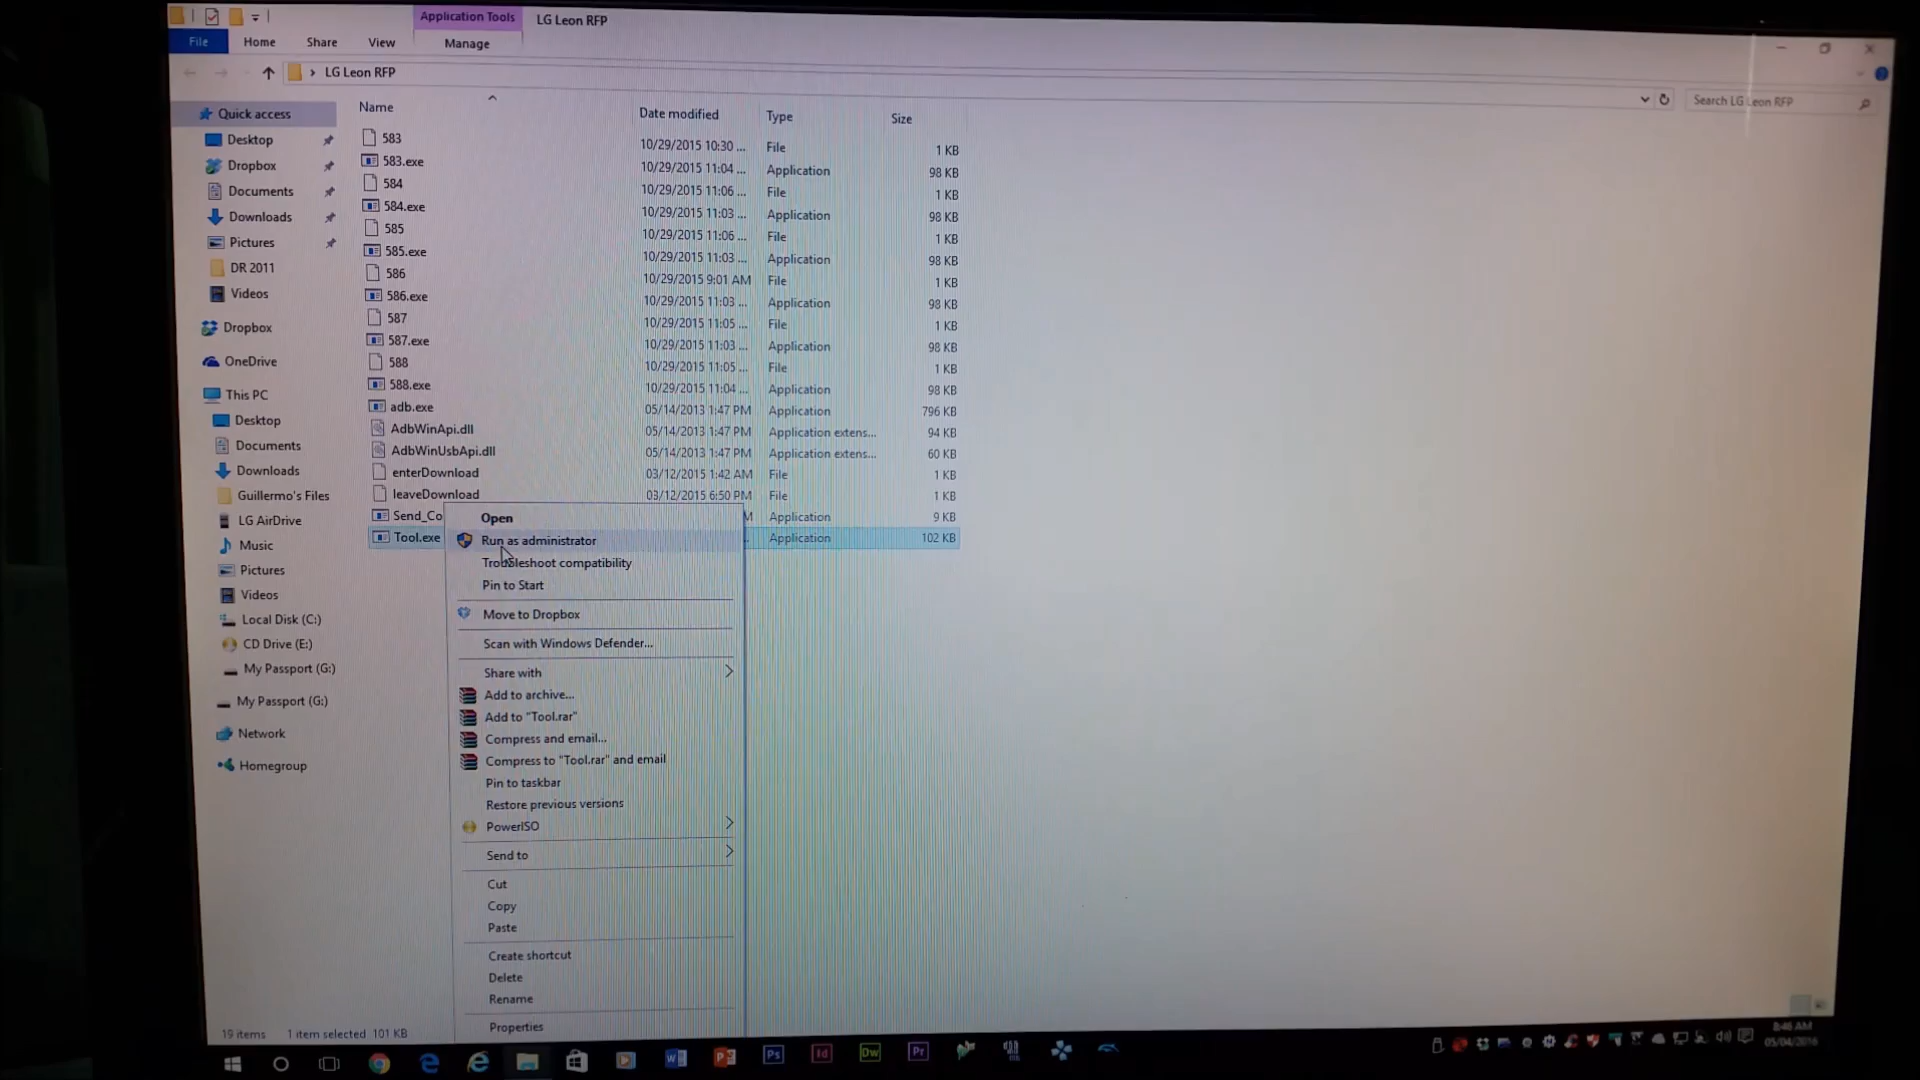 Application Tools LG Leon RFP
File Home Share View Manage
LG Leon RFP Search LG Leon RFP
Name Date modified Type Size
Quick access
Desktop
Dropbox
Documents
Downloads
Pictures
DR 2011
Videos
Dropbox
OneDrive
This PC
Desktop
Documents
Downloads
Guillermo's Files
LG AirDrive
Music
Pictures
Videos
Local Disk (C:)
CD Drive (E:)
My Passport (G:)
My Passport (G:)
Network
Homegroup
583 10/29/2015 10:30 ... File 1 KB
583.exe 10/29/2015 11:04 ... Application 98 KB
584 10/29/2015 11:06 ... File 1 KB
584.exe 10/29/2015 11:03 ... Application 98 KB
585 10/29/2015 11:06 ... File 1 KB
585.exe 10/29/2015 11:03 ... Application 98 KB
586 10/29/2015 9:01 AM File 1 KB
586.exe 10/29/2015 11:03 ... Application 98 KB
587 10/29/2015 11:05 ... File 1 KB
587.exe 10/29/2015 11:03 ... Application 98 KB
588 10/29/2015 11:05 ... File 1 KB
588.exe 10/29/2015 11:04 ... Application 98 KB
adb.exe 05/14/2013 1:47 PM Application 796 KB
AdbWinApi.dll 05/14/2013 1:47 PM Application extens... 94 KB
AdbWinUsbApi.dll 05/14/2013 1:47 PM Application extens... 60 KB
enterDownload 03/12/2015 1:42 AM File 1 KB
leaveDownload 03/12/2015 6:50 PM File 1 KB
Send_Co M Application 9 KB
Tool.exe ... Application 102 KB
Open
Run as administrator
Troubleshoot compatibility
Pin to Start
Move to Dropbox
Scan with Windows Defender...
Share with
Add to archive...
Add to "Tool.rar"
Compress and email...
Compress to "Tool.rar" and email
Pin to taskbar
Restore previous versions
PowerISO
Send to
Cut
Copy
Paste
Create shortcut
Delete
Rename
Properties
19 items 1 item selected 101 KB
Ps Id Dw Pr
8:46 AM
05/04/2016